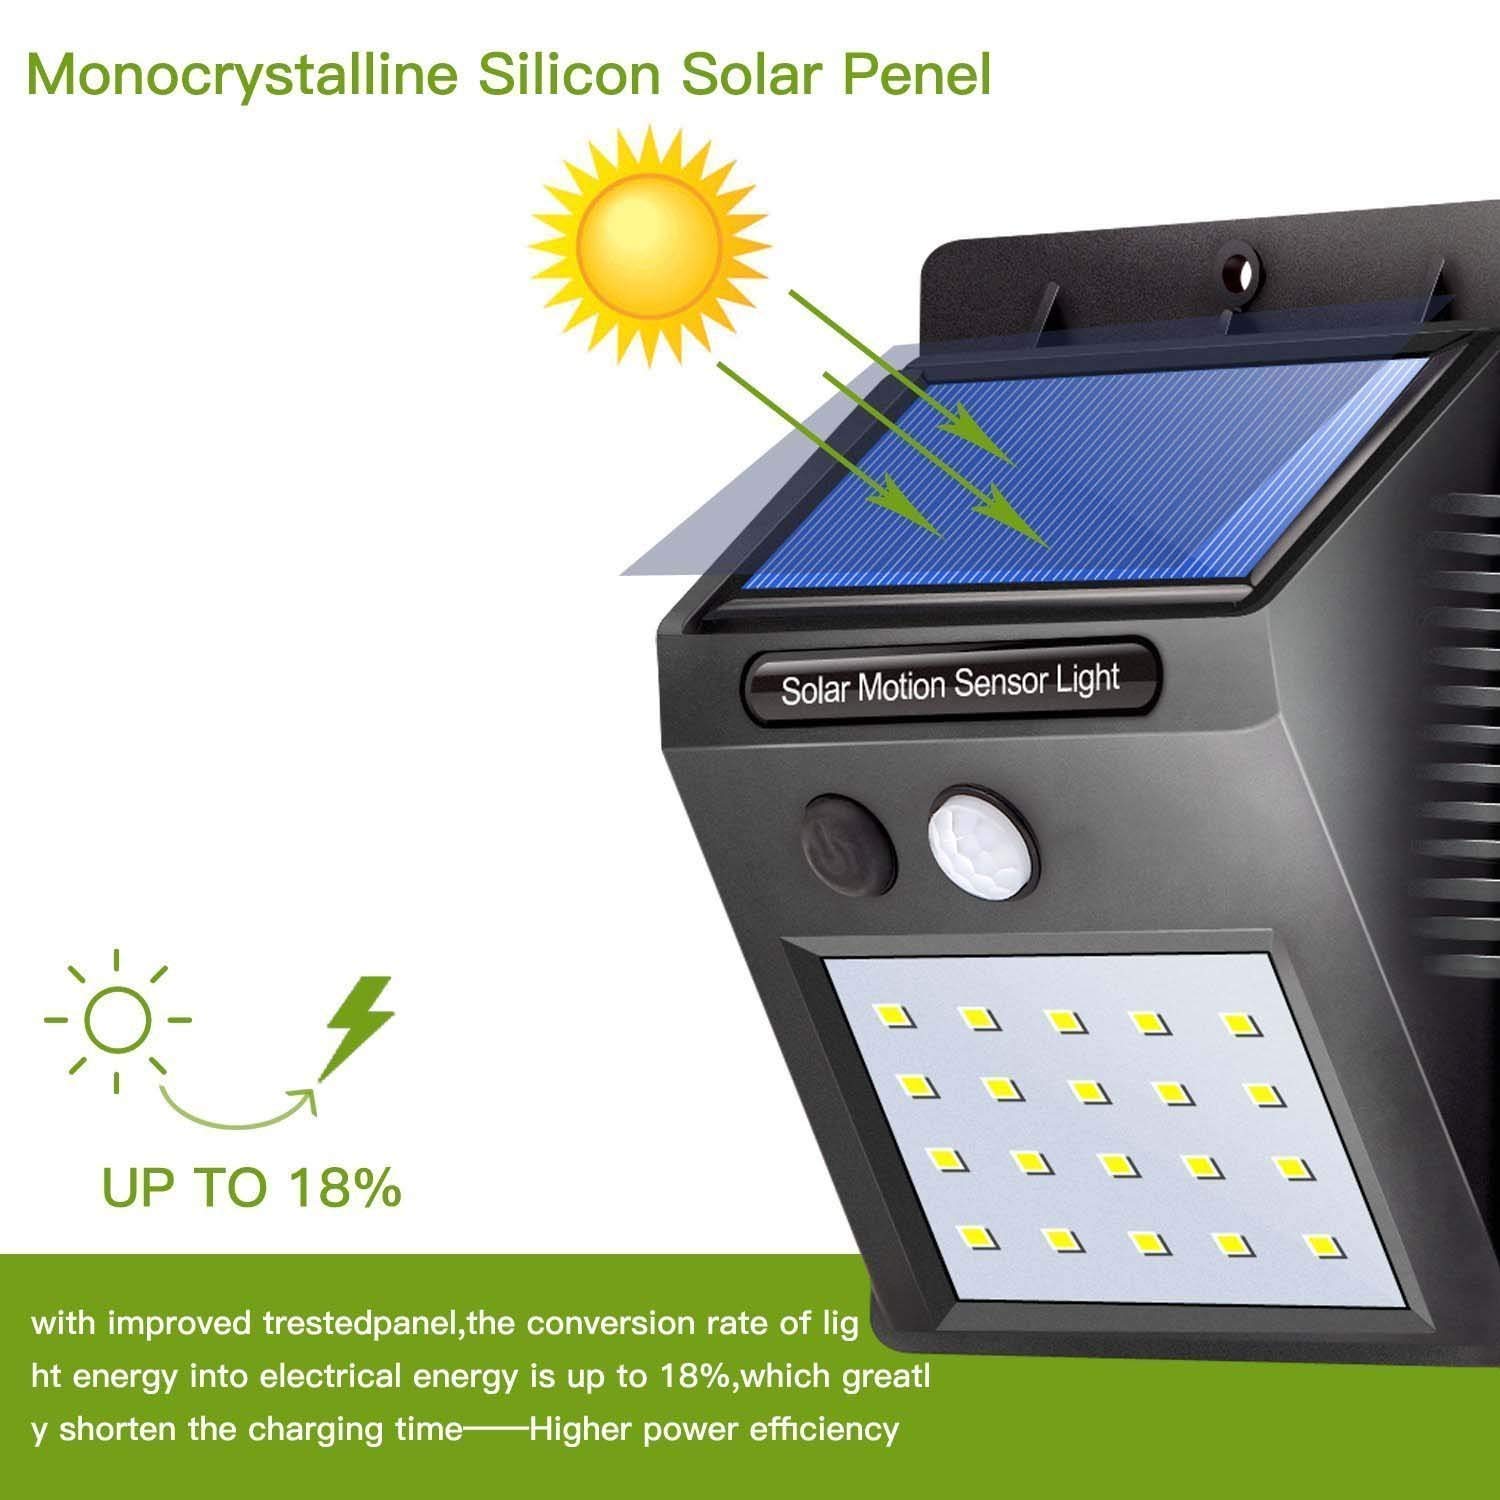 Monocrystalline Silicon Solar Penel
Solar Motion Sensor Light
UP TO 18%
with improved trestedpanel,the conversion rate of lig
ht energy into electrical energy is up to 18%,which greatl
y shorten the charging time——Higher power efficiency